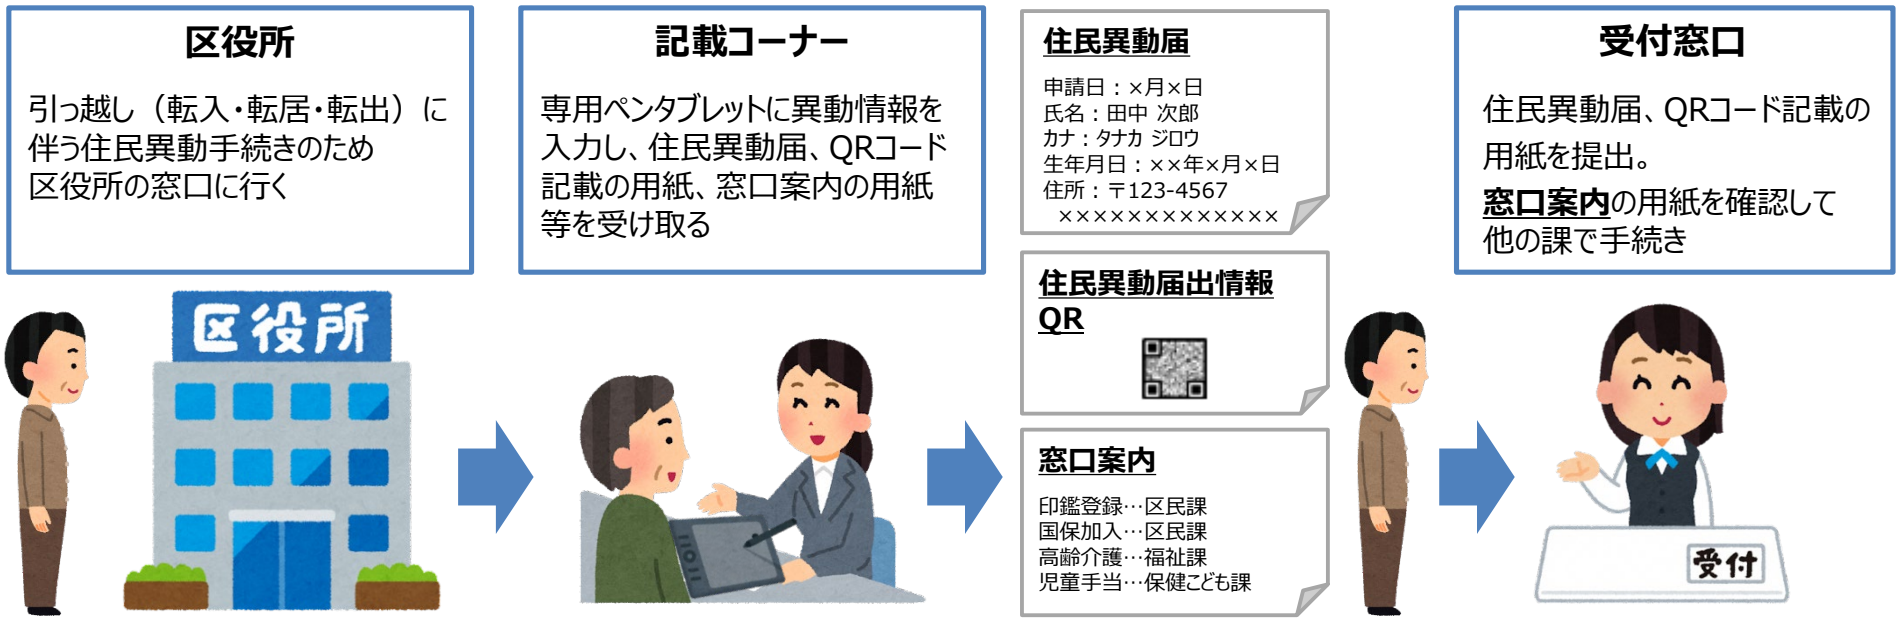 区役所
引っ越し（転入・転居・転出）に
伴う住民異動手続きのため
区役所の窓口に行く
区役所
記載コーナー
専用ペンタブレットに異動情報を
入力し、住民異動届、QRコード
記載の用紙、窓口案内の用紙
等を受け取る
住民異動届
申請日：×月×日
氏名：田中 次郎
カナ：タナカ ジロウ
生年月日：××年×月×日
住所：〒123-4567
×××××××××××××
住民異動届出情報
QR
窓口案内
印鑑登録…区民課
国保加入…区民課
高齢介護…福祉課
児童手当…保健こども課
受付窓口
住民異動届、QRコード記載の
用紙を提出。
窓口案内の用紙を確認して
他の課で手続き
受付